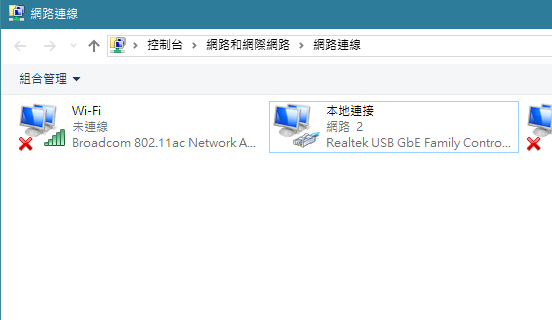 網路連線
控制台 網路和網際網路 網路連線
組合管理
Wi-Fi
未連線
Broadcom 802.11ac Network A...
本地連接
網路 2
Realtek USB GbE Family Contro...